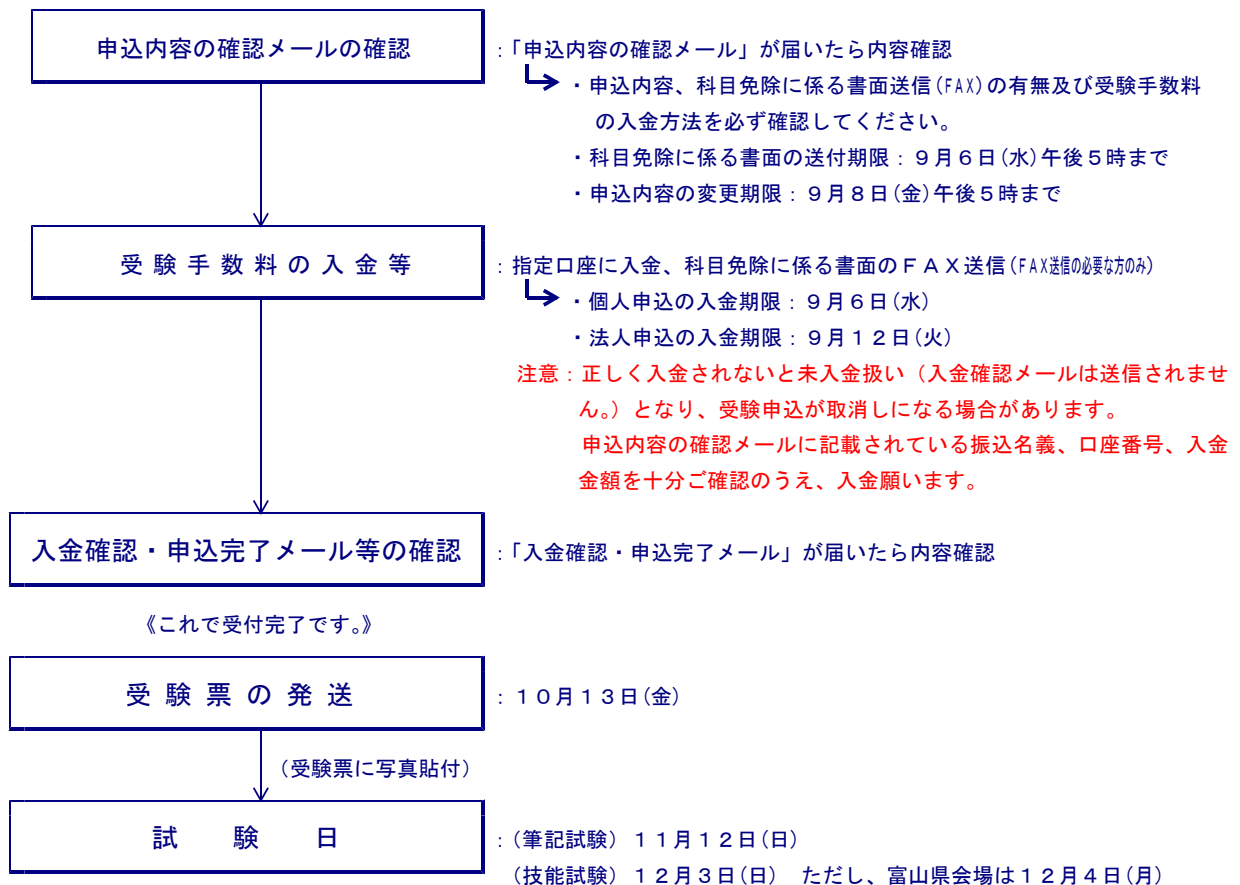 申込内容の確認メールの確認
：「申込内容の確認メール」が届いたら内容確認
・申込内容、科目免除に係る書面送信(FAX)の有無及び受験手数料
の入金方法を必ず確認してください。
・科目免除に係る書面の送付期限：９月６日(水)午後５時まで
・申込内容の変更期限：９月８日(金)午後５時まで
受験手数料の入金等
：指定口座に入金、科目免除に係る書面のＦＡＸ送信(FAX送信の必要な方のみ)
・個人申込の入金期限：９月６日(水)
・法人申込の入金期限：９月１２日(火)
注意：正しく入金されないと未入金扱い（入金確認メールは送信されませ
ん。）となり、受験申込が取消しになる場合があります。
申込内容の確認メールに記載されている振込名義、口座番号、入金
金額を十分ご確認のうえ、入金願います。
入金確認・申込完了メール等の確認
：「入金確認・申込完了メール」が届いたら内容確認
《これで受付完了です。》
受験票の発送
：１０月１３日(金)
（受験票に写真貼付）
試　験　日
：（筆記試験）１１月１２日(日)
（技能試験）１２月３日(日)　ただし、富山県会場は１２月４日(月)